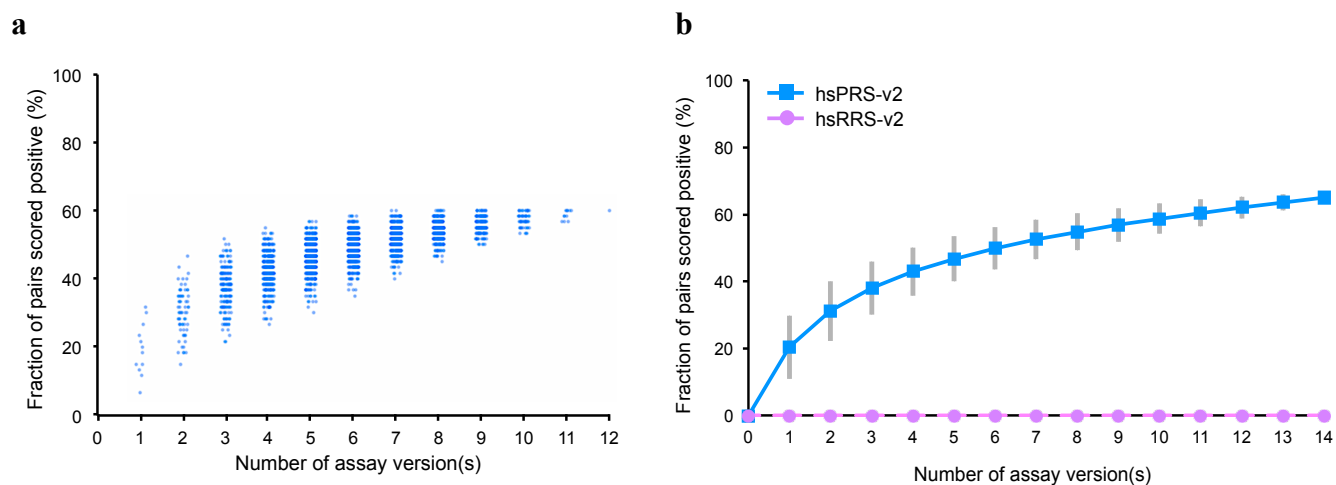 a
Fraction of pairs scored positive (%)
100
80
60
40
20
0
0 1 2 3 4 5 6 7 8 9 10 11 12
Number of assay version(s)
b
Fraction of pairs scored positive (%)
100
80
60
40
20
0
hsPRS-v2
hsRRS-v2
0 1 2 3 4 5 6 7 8 9 10 11 12 13 14
Number of assay version(s)